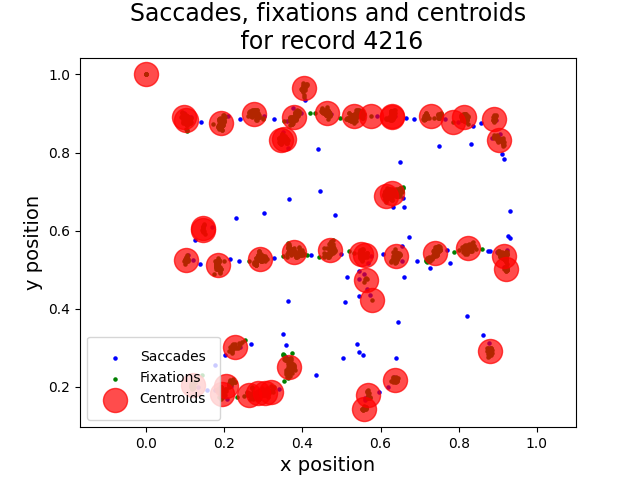 Saccades, fixations and centroids
for record 4216
1.0
0.8
0.6
0.4
0.2
y position
Saccades
Fixations
Centroids
0.0 0.2 0.4 0.6 0.8 1.0
x position